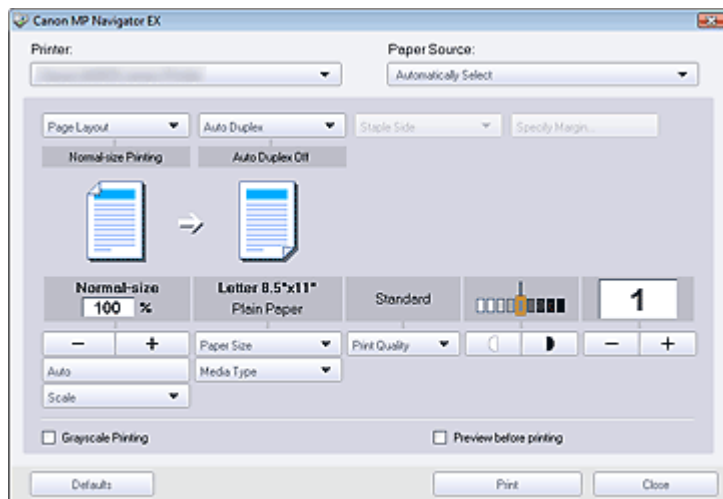 Canon MP Navigator EX
Printer: Paper Source:
Automatically Select
Page Layout Auto Duplex Staple Side Specify Margin...
Normal-size Printing Auto Duplex Off
Normal-size Letter 8.5"x11" Standard 1
100 % Plain Paper
− + Paper Size Print Quality − +
Auto Media Type
Scale
Grayscale Printing Preview before printing
Defaults Print Close